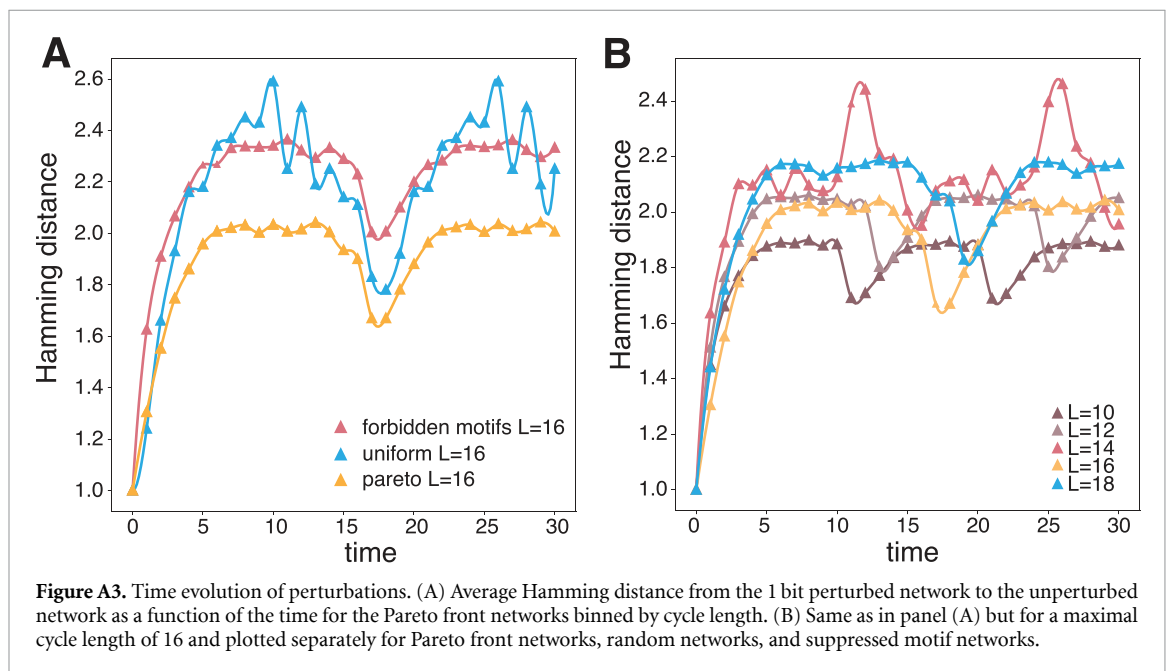 A
2.6
2.4
2.2
2.0
1.8
1.6
1.4
1.2
1.0
Hamming distance
0 5 10 15 20 25 30
time
forbidden motifs L=16
uniform L=16
pareto L=16
B
2.4
2.2
2.0
1.8
1.6
1.4
1.2
1.0
Hamming distance
0 5 10 15 20 25 30
time
L=10
L=12
L=14
L=16
L=18
Figure A3. Time evolution of perturbations. (A) Average Hamming distance from the 1 bit perturbed network to the unperturbed
network as a function of the time for the Pareto front networks binned by cycle length. (B) Same as in panel (A) but for a maximal
cycle length of 16 and plotted separately for Pareto front networks, random networks, and suppressed motif networks.